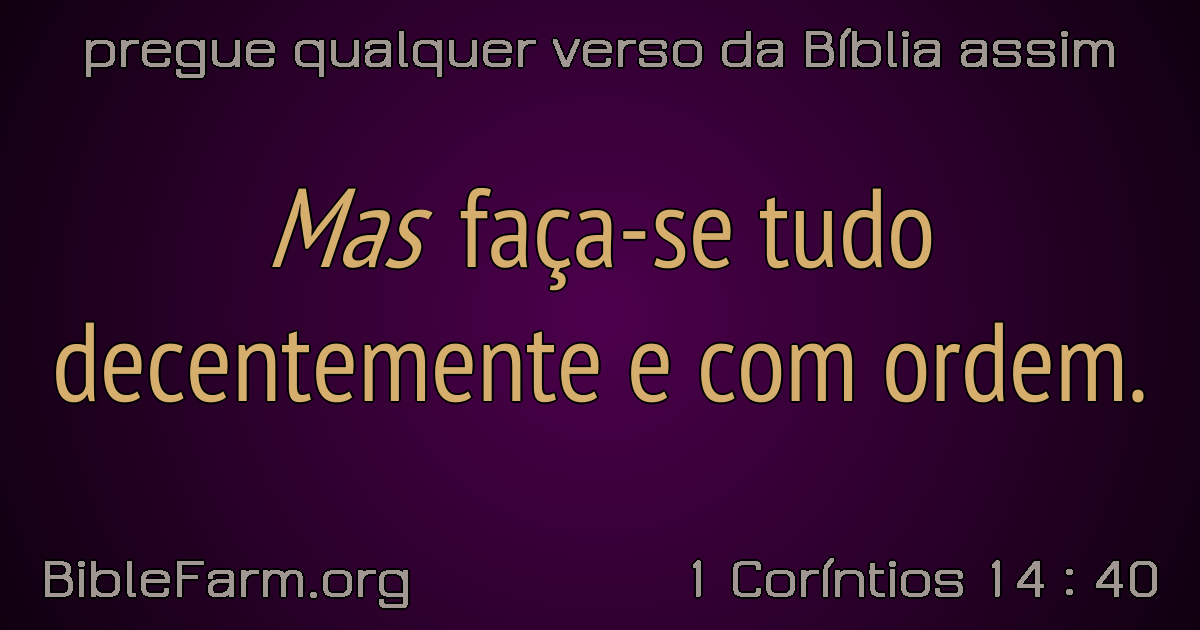 pregue qualquer verso da Bíblia assim
Mas faça-se tudo
decentemente e com ordem.
BibleFarm.org
1 Coríntios 14 : 40